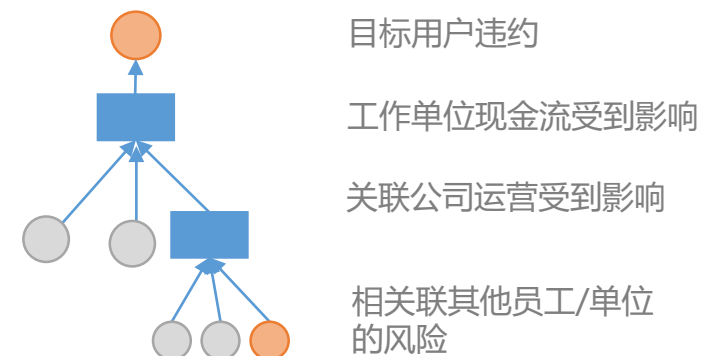 目标用户违约
工作单位现金流受到影响
关联公司运营受到影响
相关联其他员工/单位
的风险